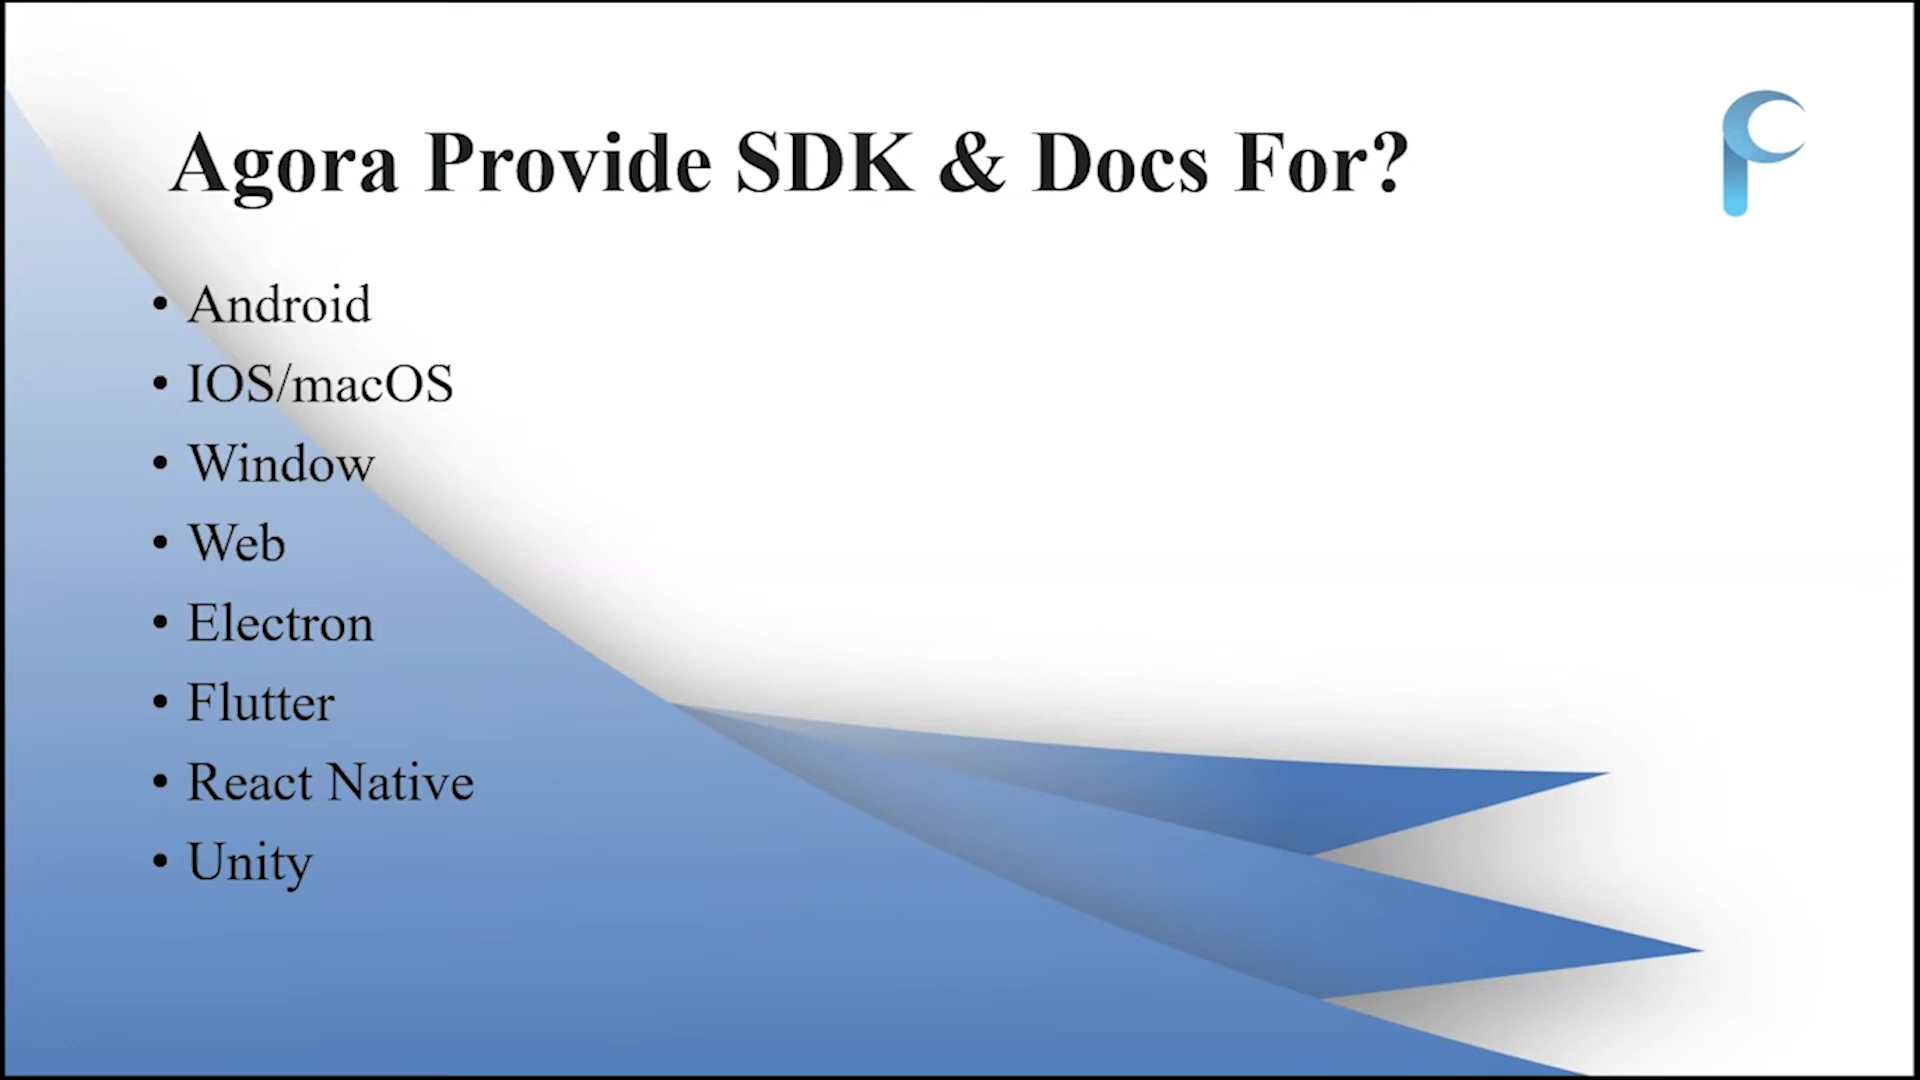 Agora Provide SDK & Docs For?
• Android
• IOS/macOS
• Window
• Web
• Electron
• Flutter
• React Native
• Unity